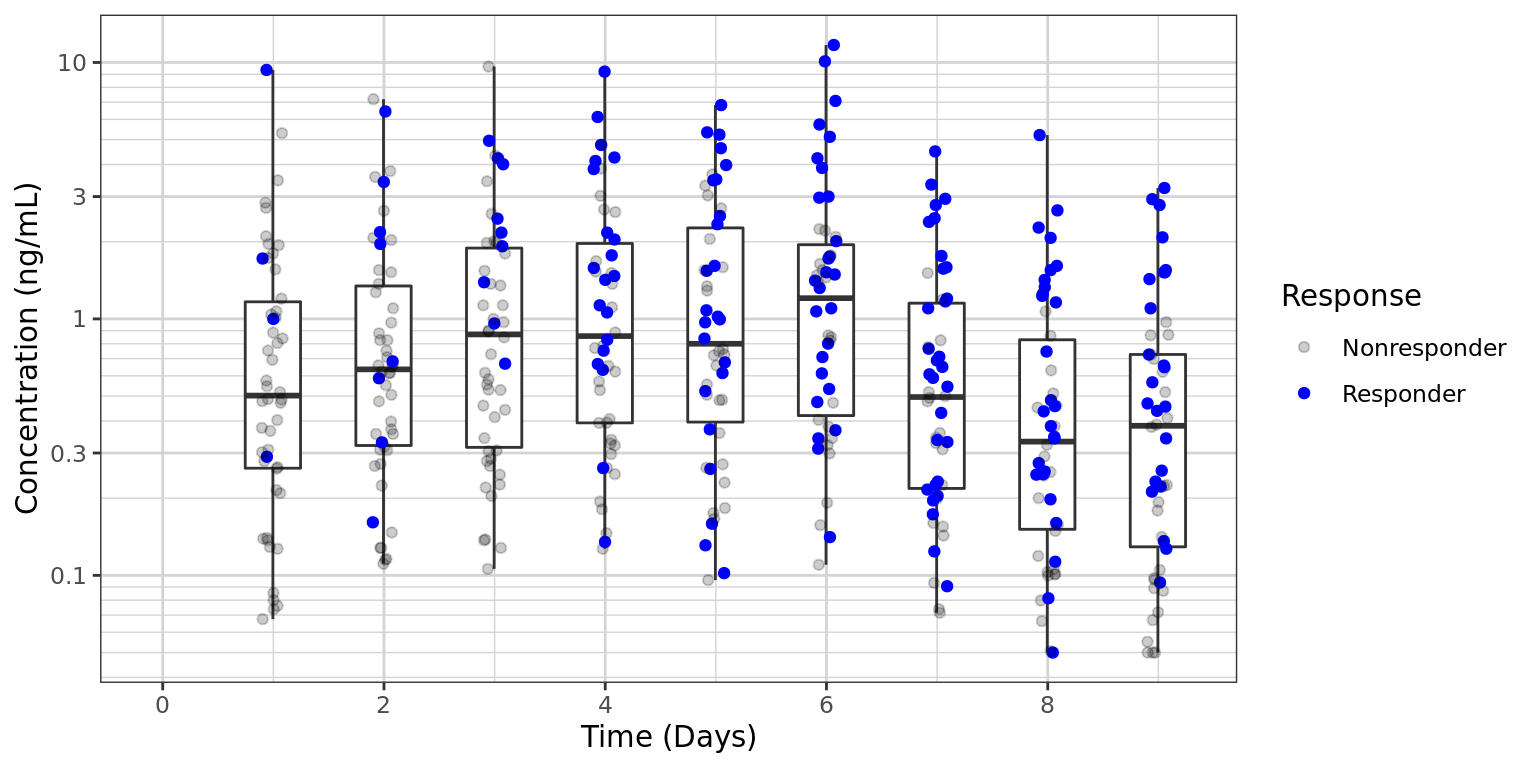 10
3
1
0.3
0.1
Concentration (ng/mL)
0 2 4 6 8
Time (Days)
Response
Nonresponder
Responder